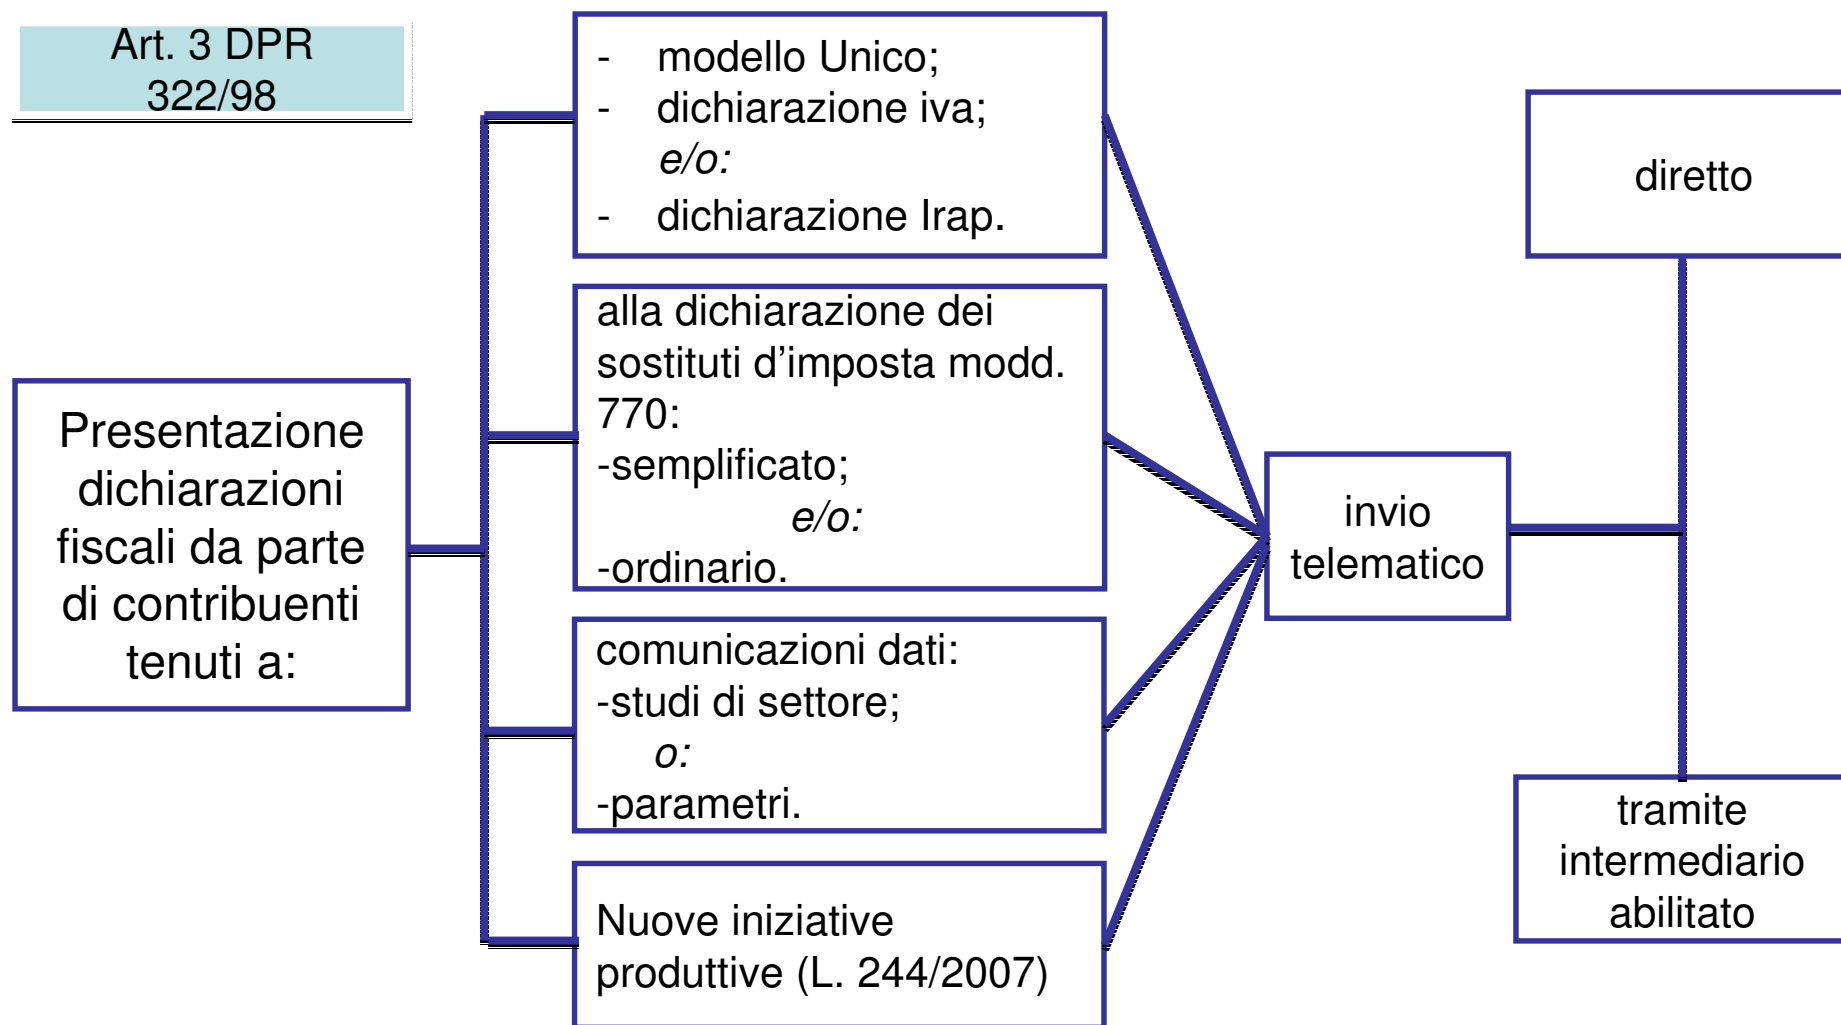 Art. 3 DPR
322/98
Presentazione
dichiarazioni
fiscali da parte
di contribuenti
tenuti a:
- modello Unico;
- dichiarazione iva;
e/o:
- dichiarazione Irap.
alla dichiarazione dei
sostituti d'imposta modd.
770:
-semplificato;
e/o:
-ordinario.
comunicazioni dati:
-studi di settore;
o:
-parametri.
Nuove iniziative
produttive (L. 244/2007)
invio
telematico
diretto
tramite
intermediario
abilitato